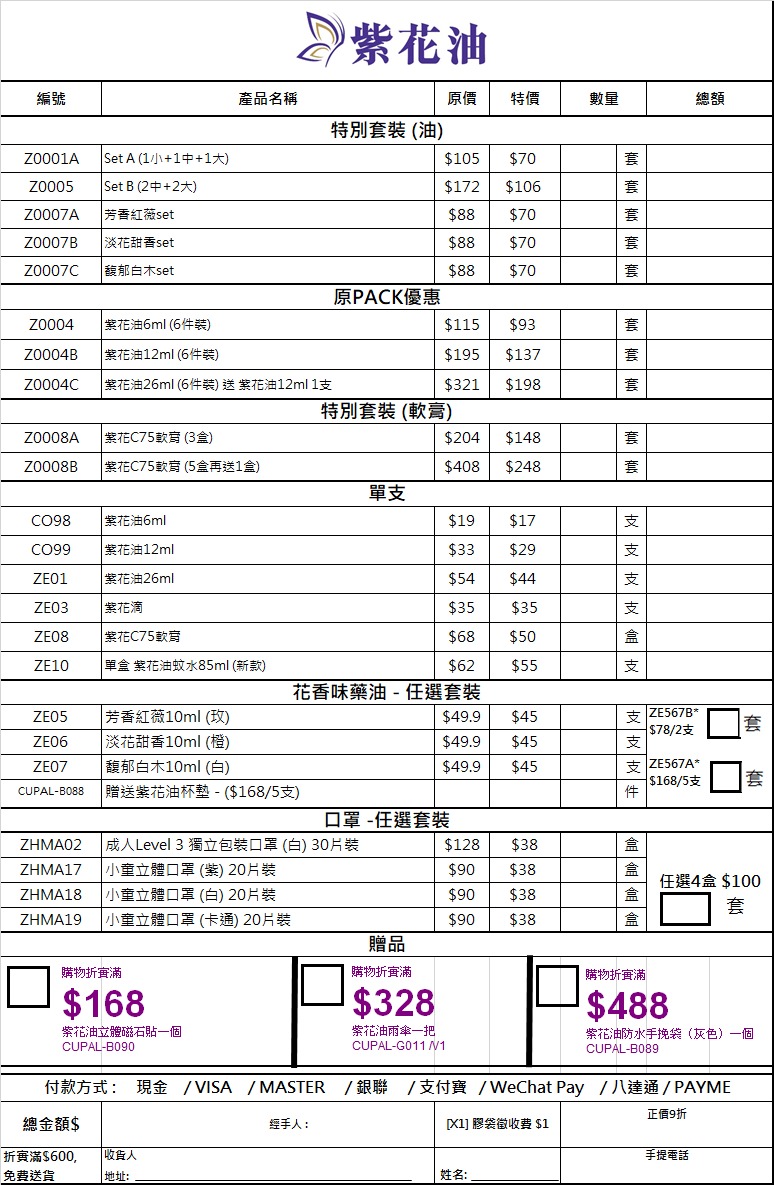 紫花油
編號 產品名稱 原價 特價 數量 總額
特別套裝 (油)
Z0001A Set A (1小+1中+1大) $105 $70 套
Z0005 Set B (2中+2大) $172 $106 套
Z0007A 芳香紅薇set $88 $70 套
Z0007B 淡花甜香set $88 $70 套
Z0007C 馥郁白木set $88 $70 套
原PACK優惠
Z0004 紫花油6ml (6件裝) $115 $93 套
Z0004B 紫花油12ml (6件裝) $195 $137 套
Z0004C 紫花油26ml (6件裝) 送 紫花油12ml 1支 $321 $198 套
特別套裝 (軟膏)
Z0008A 紫花C75軟膏 (3盒) $204 $148 套
Z0008B 紫花C75軟膏 (5盒再送1盒) $408 $248 套
單支
CO98 紫花油6ml $19 $17 支
CO99 紫花油12ml $33 $29 支
ZE01 紫花油26ml $54 $44 支
ZE03 紫花滴 $35 $35 支
ZE08 紫花C75軟膏 $68 $50 盒
ZE10 單盒 紫花油蚊水85ml (新款) $62 $55 支
花香味藥油 - 任選套裝
ZE05 芳香紅薇10ml (玫) $49.9 $45 支
ZE06 淡花甜香10ml (橙) $49.9 $45 支
ZE567B*
$78/2支 套
ZE07 馥郁白木10ml (白) $49.9 $45 支
CUPAL-B088 贈送紫花油杯墊 - ($168/5支) 件
ZE567A*
$168/5支 套
口罩 -任選套裝
ZHMA02 成人Level 3 獨立包裝口罩 (白) 30片裝 $128 $38 盒
ZHMA17 小童立體口罩 (紫) 20片裝 $90 $38 盒
ZHMA18 小童立體口罩 (白) 20片裝 $90 $38 盒
ZHMA19 小童立體口罩 (卡通) 20片裝 $90 $38 盒
任選4盒 $100
套
贈品
購物折實滿
$168
紫花油立體磁石貼一個
CUPAL-B090
購物折實滿
$328
紫花油雨傘一把
CUPAL-G011 /V1
購物折實滿
$488
紫花油防水手挽袋（灰色）一個
CUPAL-B089
付款方式： 現金 / VISA / MASTER / 銀聯 / 支付寶 / WeChat Pay / 八達通 / PAYME
總金額$ 經手人 : [X1] 膠袋徵收費 $1 正價9折
折實滿$600,
免費送貨
收貨人
地址:
姓名:
手提電話